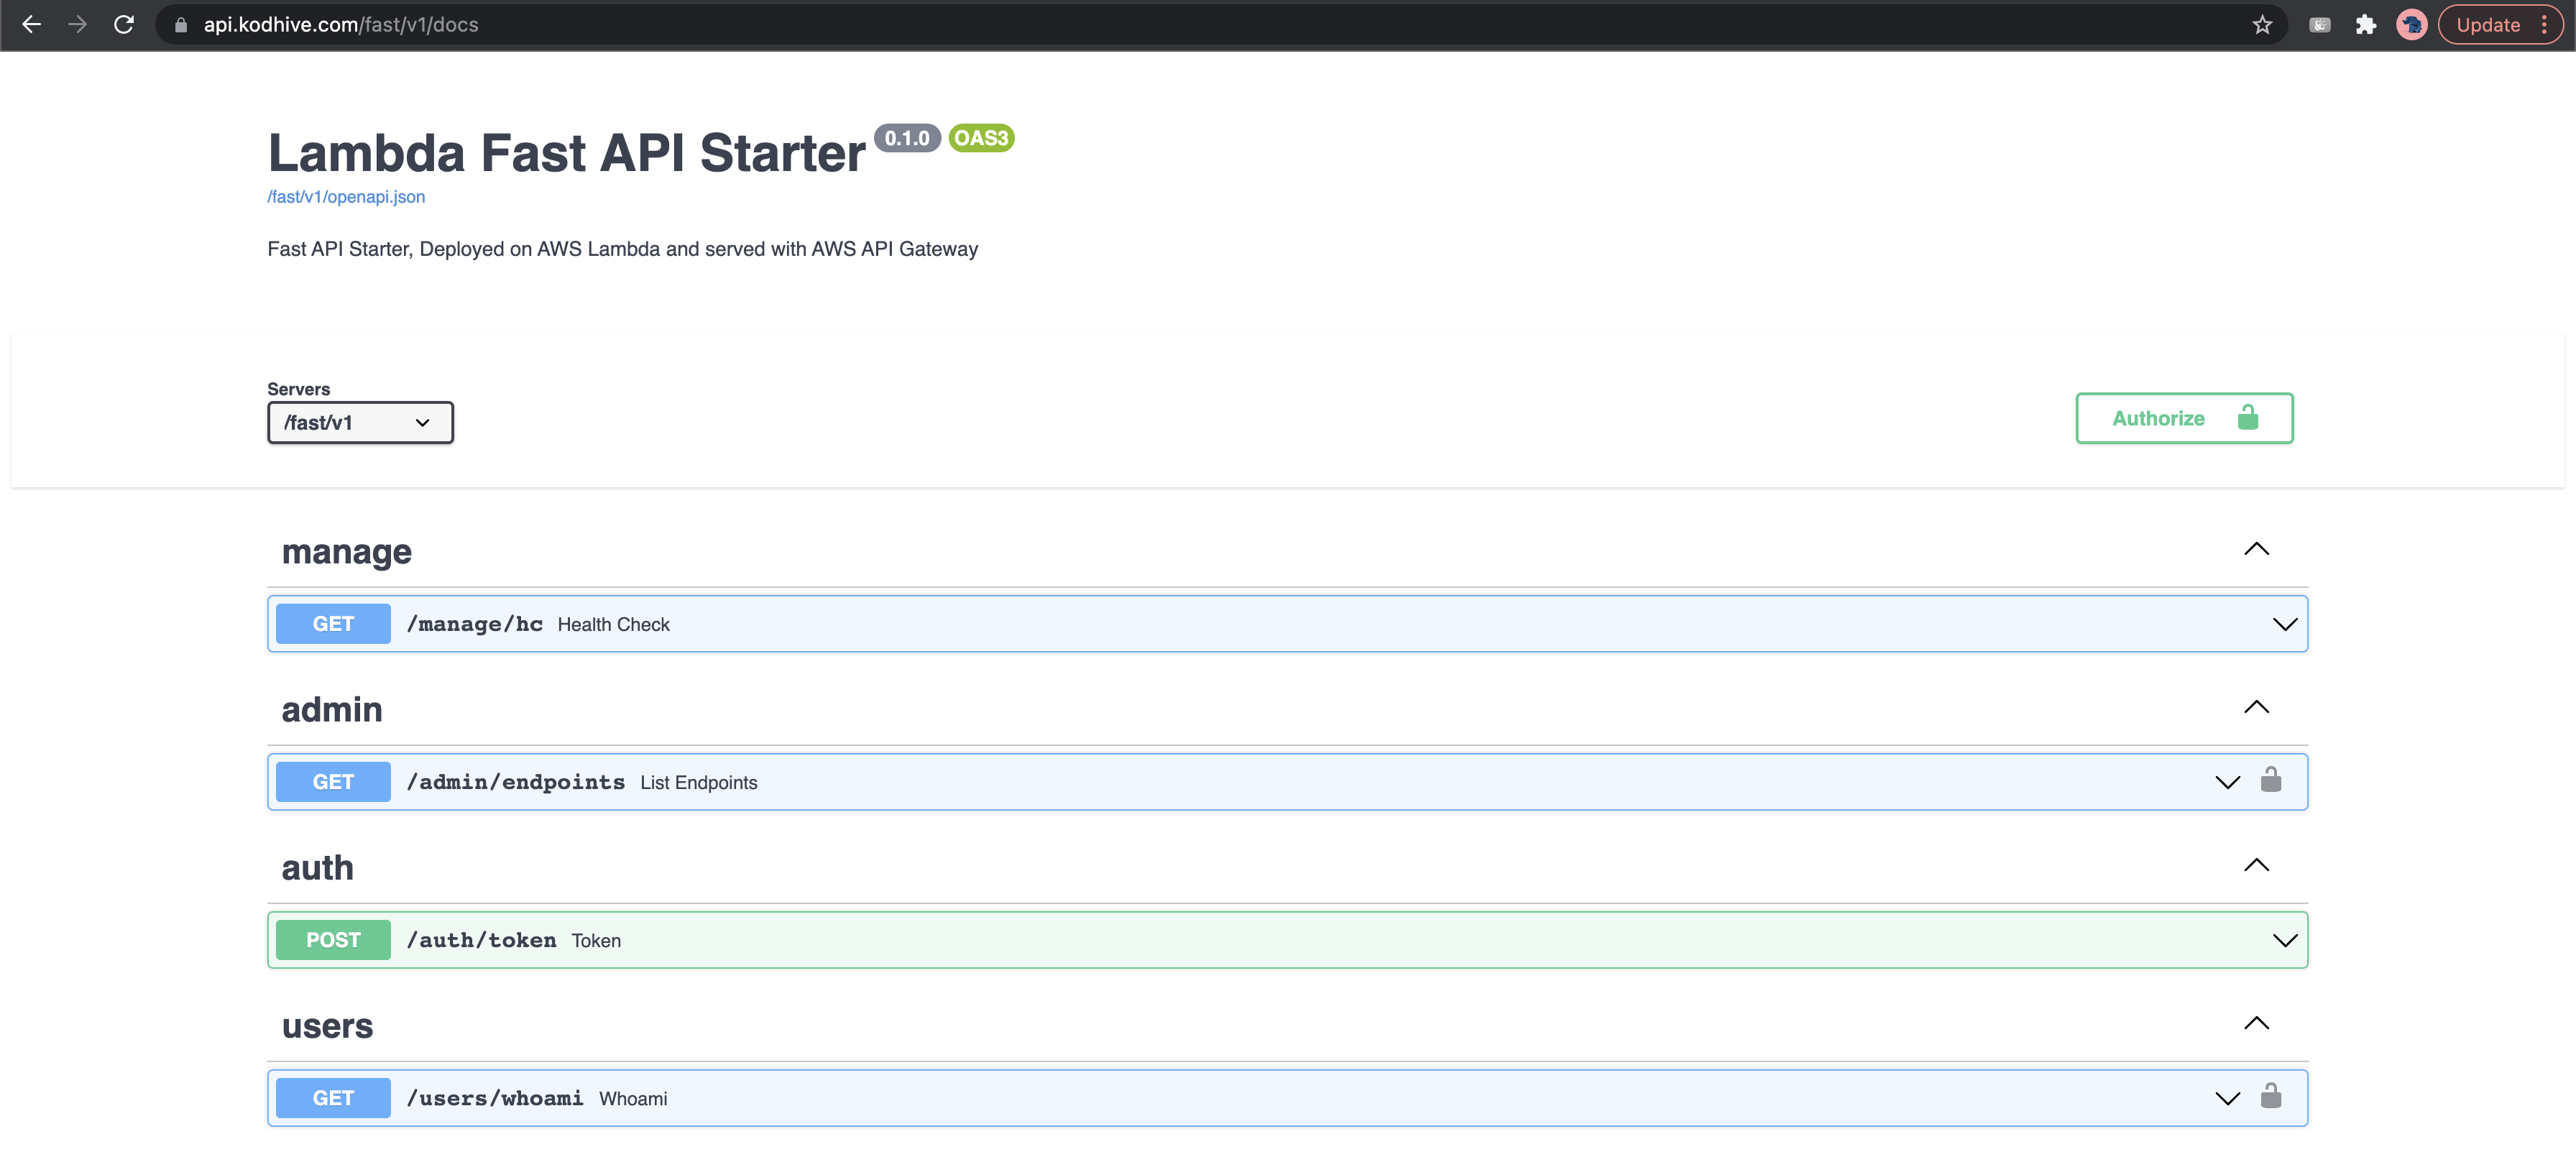 api.kodhive.com/fast/v1/docs
Update
Lambda Fast API Starter 0.1.0 OAS3
/fast/v1/openapi.json
Fast API Starter, Deployed on AWS Lambda and served with AWS API Gateway
Servers
/fast/v1
Authorize
manage
GET /manage/hc Health Check
admin
GET /admin/endpoints List Endpoints
auth
POST /auth/token Token
users
GET /users/whoami Whoami